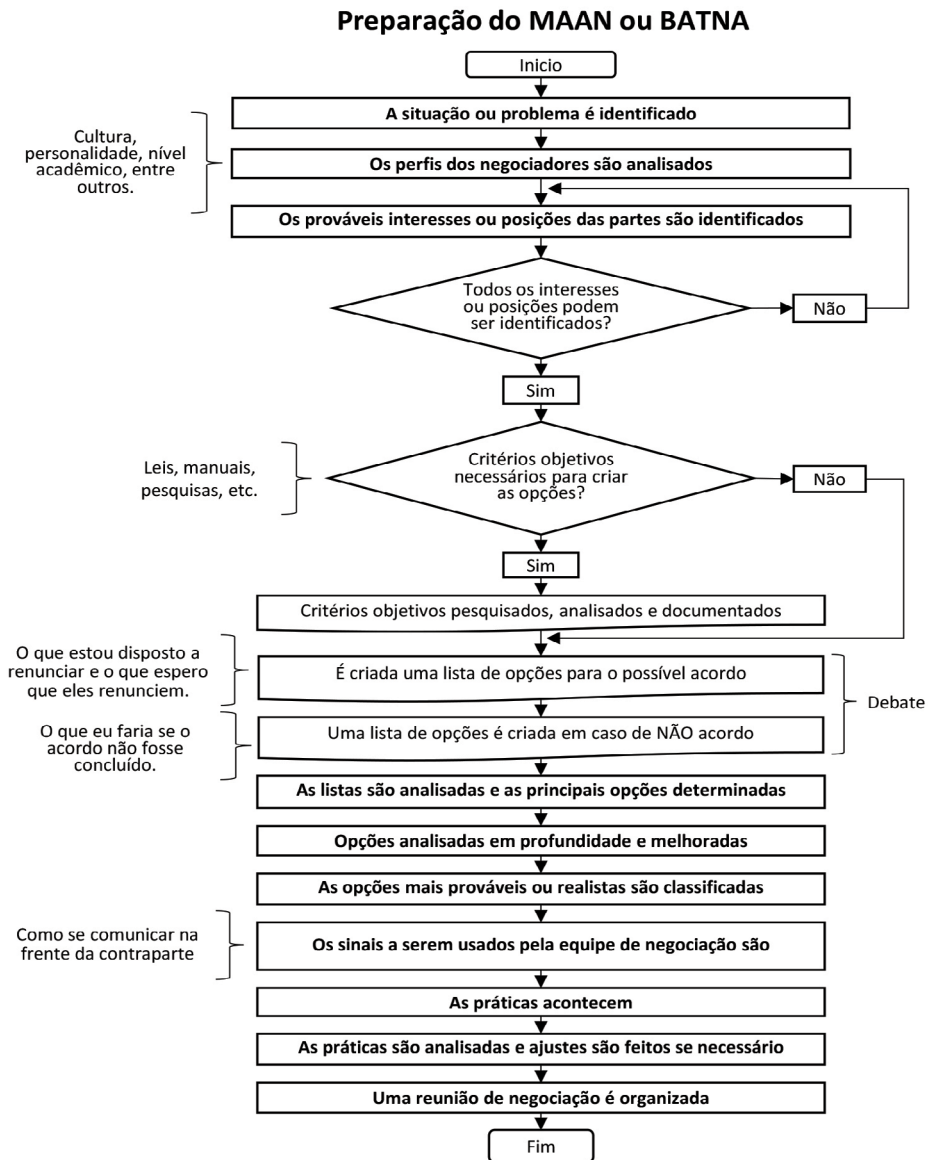 Preparação do MAAN ou BATNA
Inicio
A situação ou problema é identificado
Cultura,
personalidade, nível
acadêmico, entre
outros.
Os perfis dos negociadores são analisados
Os prováveis interesses ou posições das partes são identificados
Todos os interesses
ou posições podem
ser identificados?
Não
Sim
Leis, manuais,
pesquisas, etc.
Critérios objetivos
necessários para criar
as opções?
Não
Sim
Critérios objetivos pesquisados, analisados e documentados
O que estou disposto a
renunciar e o que espero
que eles renunciem.
É criada uma lista de opções para o possível acordo
Debate
O que eu faria se o
acordo não fosse
concluído.
Uma lista de opções é criada em caso de NÃO acordo
As listas são analisadas e as principais opções determinadas
Opções analisadas em profundidade e melhoradas
As opções mais prováveis ou realistas são classificadas
Como se comunicar na
frente da contraparte
Os sinais a serem usados pela equipe de negociação são
As práticas acontecem
As práticas são analisadas e ajustes são feitos se necessário
Uma reunião de negociação é organizada
Fim